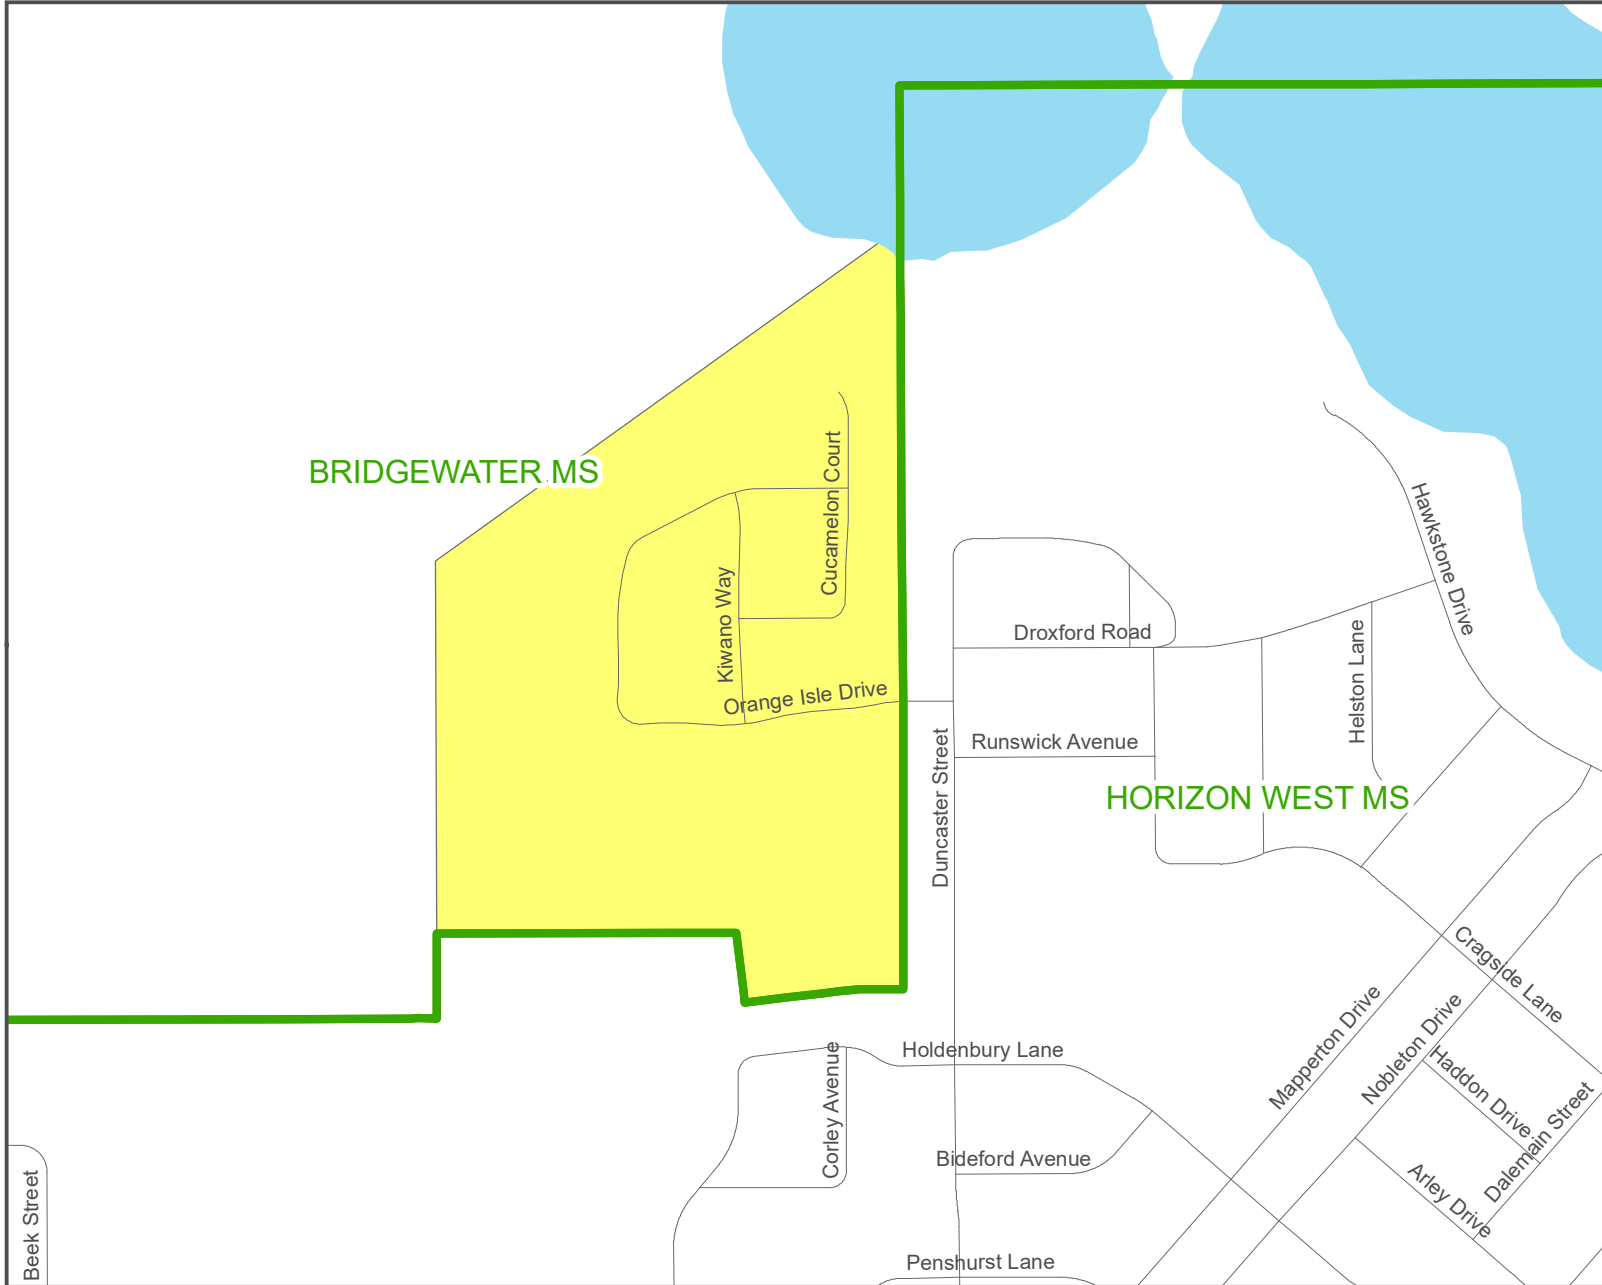 BRIDGEWATER MS
Cucamelon Court
Kiwano Way
Orange Isle Drive
Hawkstone Drive
Droxford Road
Helston Lane
Runswick Avenue
Duncaster Street
HORIZON WEST MS
Cragside Lane
Mapperton Drive
Nobleton Drive
Haddon Drive
Dalemain Street
Arley Drive
Holdenbury Lane
Corley Avenue
Bideford Avenue
Beek Street
Penshurst Lane